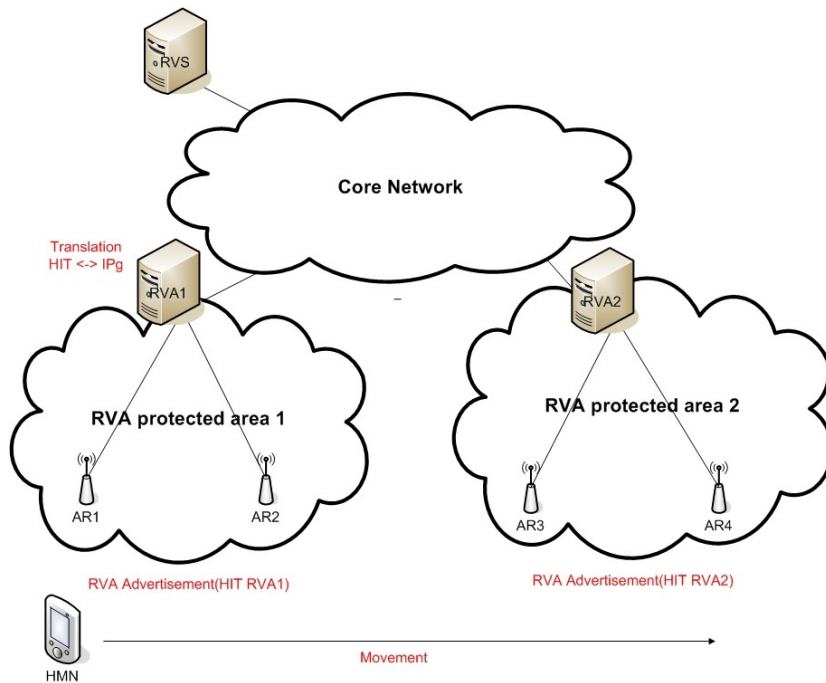 RVS
Core Network
Translation
HIT <-> IPg
RVA1
RVA2
RVA protected area 1
RVA protected area 2
AR1
AR2
AR3
AR4
RVA Advertisement(HIT RVA1)
RVA Advertisement(HIT RVA2)
Movement
HMN